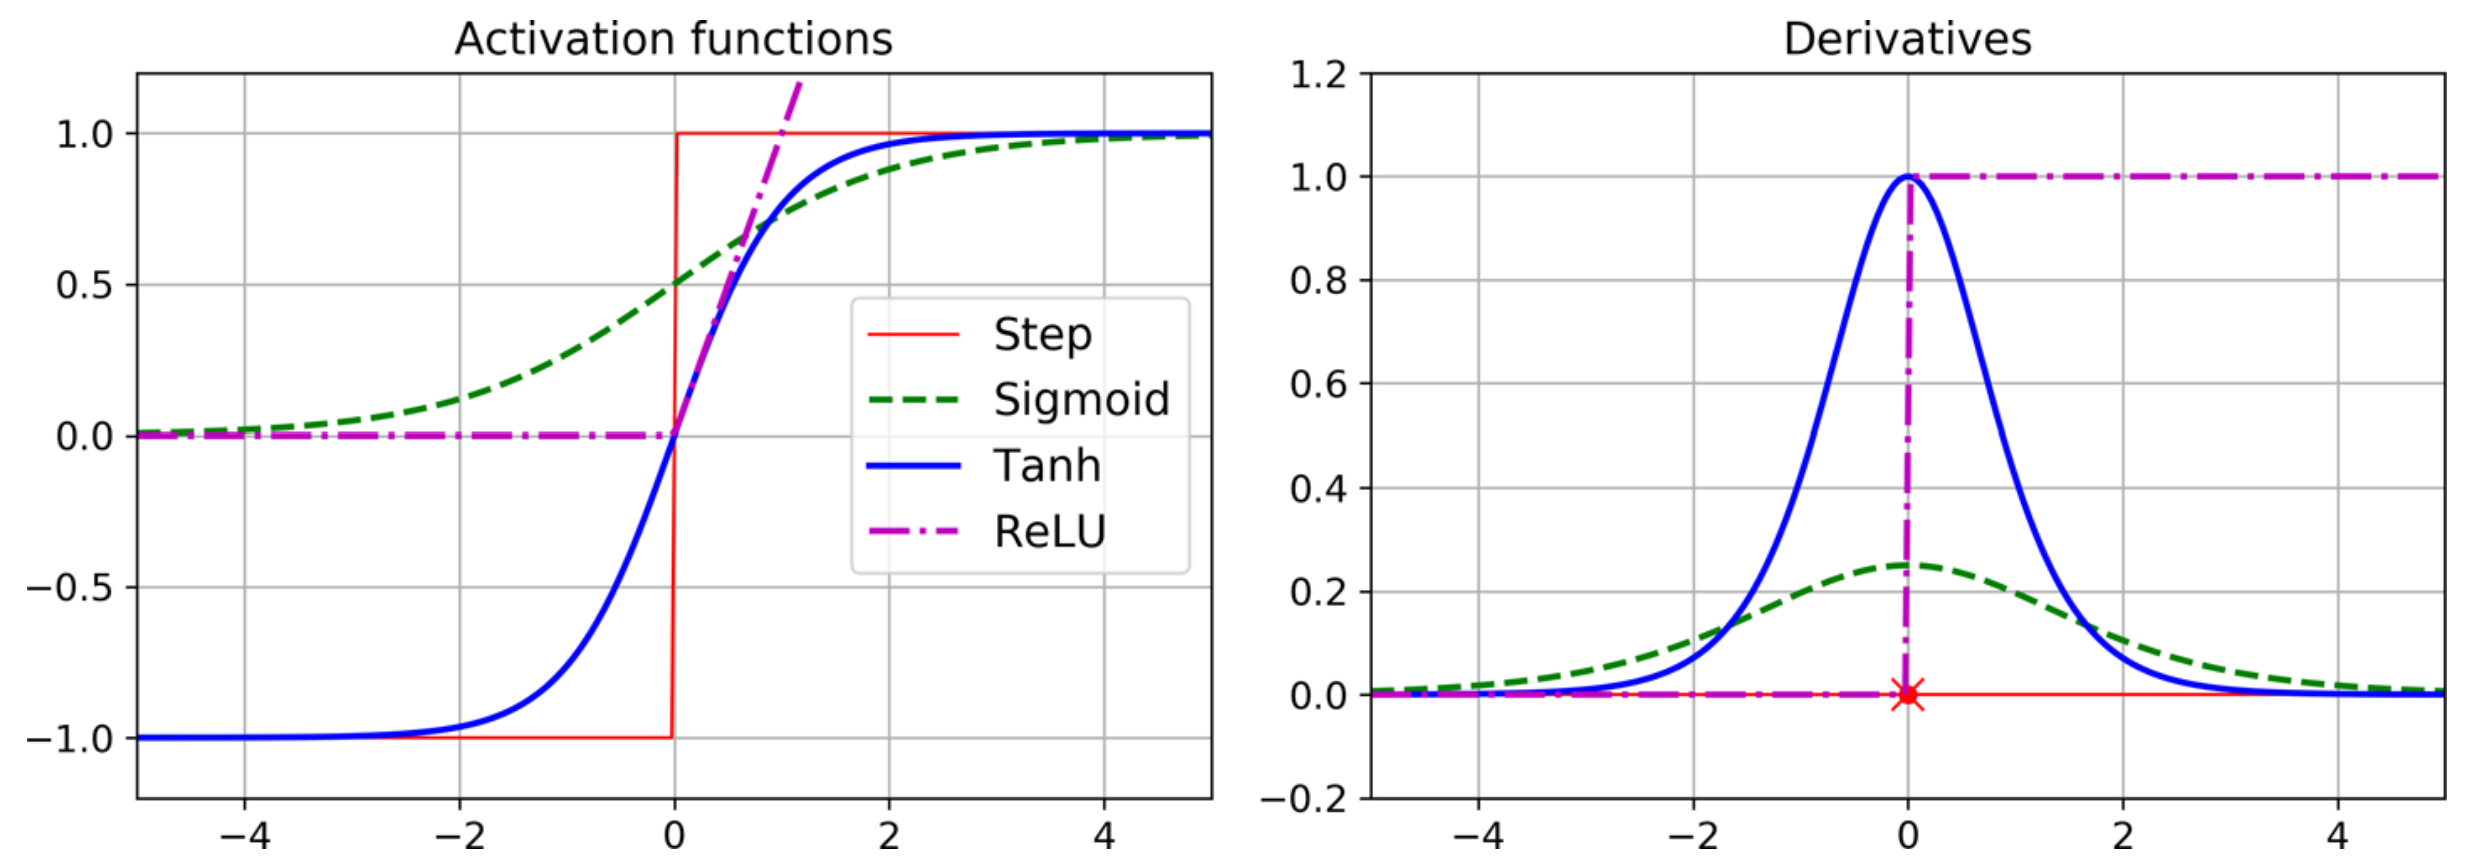 Activation functions
1.0
0.5
0.0
−0.5
−1.0
−4 −2 0 2 4
Step
Sigmoid
Tanh
ReLU
Derivatives
1.2
1.0
0.8
0.6
0.4
0.2
0.0
−0.2
−4 −2 0 2 4